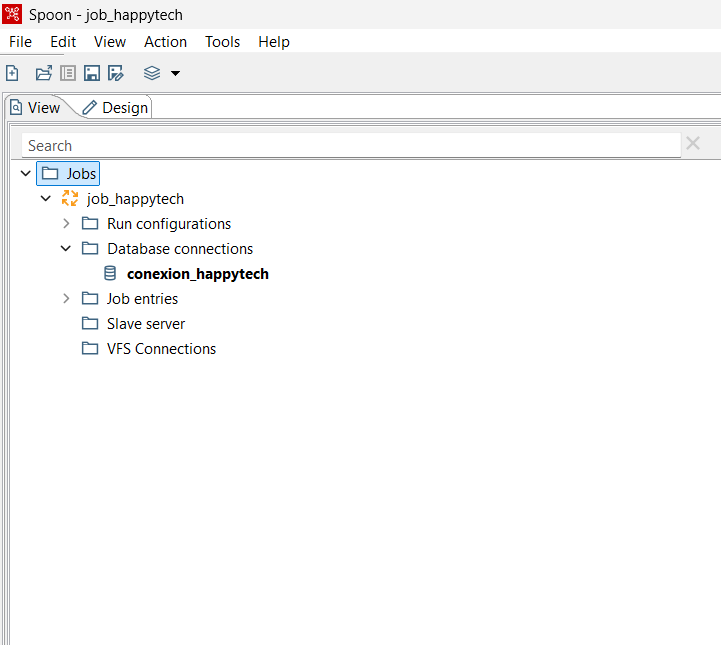 Spoon - job_happytech
File Edit View Action Tools Help
View Design
Search
Jobs
job_happytech
Run configurations
Database connections
conexion_happytech
Job entries
Slave server
VFS Connections